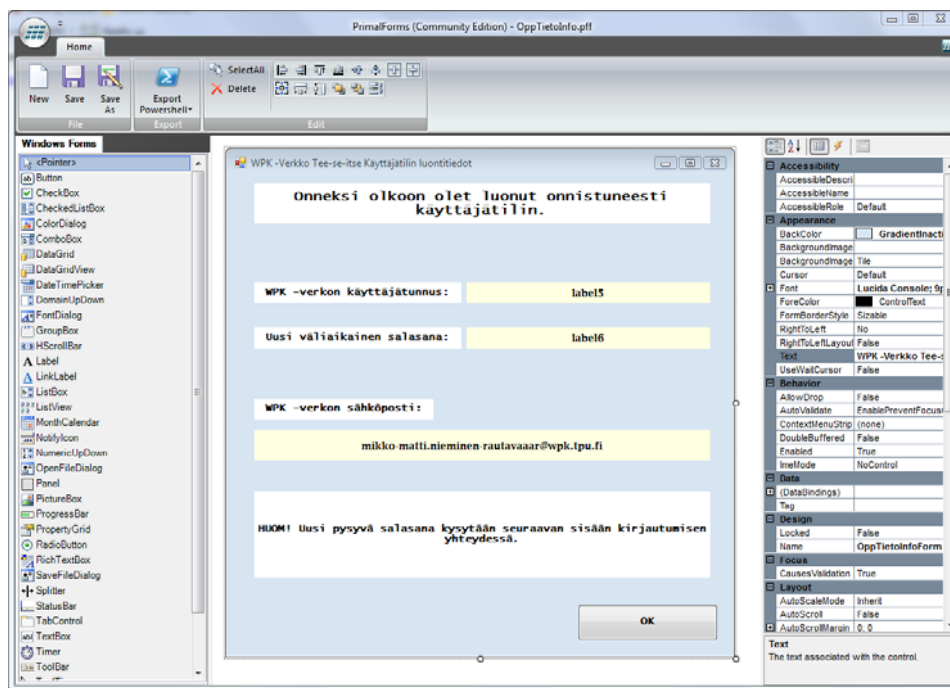 PrimalForms (Community Edition) - OppTietoInfo.pff
Home
New
Save
Save As
File
Export Powershell
Export
SelectAll
Delete
Edit
Windows Forms
<Pointer>
Button
CheckBox
CheckedListBox
ColorDialog
ComboBox
DataGrid
DataGridView
DateTimePicker
DomainUpDown
FontDialog
GroupBox
HScrollBar
Label
LinkLabel
ListBox
ListView
MonthCalendar
NotifyIcon
NumericUpDown
OpenFileDialog
Panel
PictureBox
ProgressBar
PropertyGrid
RadioButton
RichTextBox
SaveFileDialog
Splitter
StatusBar
TabControl
TextBox
Timer
ToolBar
WPK -Verkko Tee-se-itse Käyttäjätilin luontitiedot
Onneksi olkoon olet luonut onnistuneesti
käyttäjätilin.
WPK -verkon käyttäjätunnus:
label5
Uusi väliaikainen salasana:
label6
WPK -verkon sähköposti:
mikko-matti.nieminen-rautavaaar@wpk.tpu.fi
HUOM! Uusi pysyvä salasana kysytään seuraavan sisään kirjautumisen
yhteydessä.
OK
Accessibility
AccessibleDescri
AccessibleName
AccessibleRole Default
Appearance
BackColor GradientInacti
BackgroundImage
BackgroundImage Tile
Cursor Default
Font Lucida Console; 9p
ForeColor ControlText
FormBorderStyle Sizable
RightToLeft No
RightToLeftLayout False
Text WPK -Verkko Tee-s
UseWaitCursor False
Behavior
AllowDrop False
AutoValidate EnablePreventFocus
ContextMenuStrip (none)
DoubleBuffered False
Enabled True
ImeMode NoControl
Data
(DataBindings)
Tag
Design
Locked False
Name OppTietoInfoForm
Focus
CausesValidation True
Layout
AutoScaleMode Inherit
AutoScroll False
AutoScrollMargin 0; 0
Text
The text associated with the control.